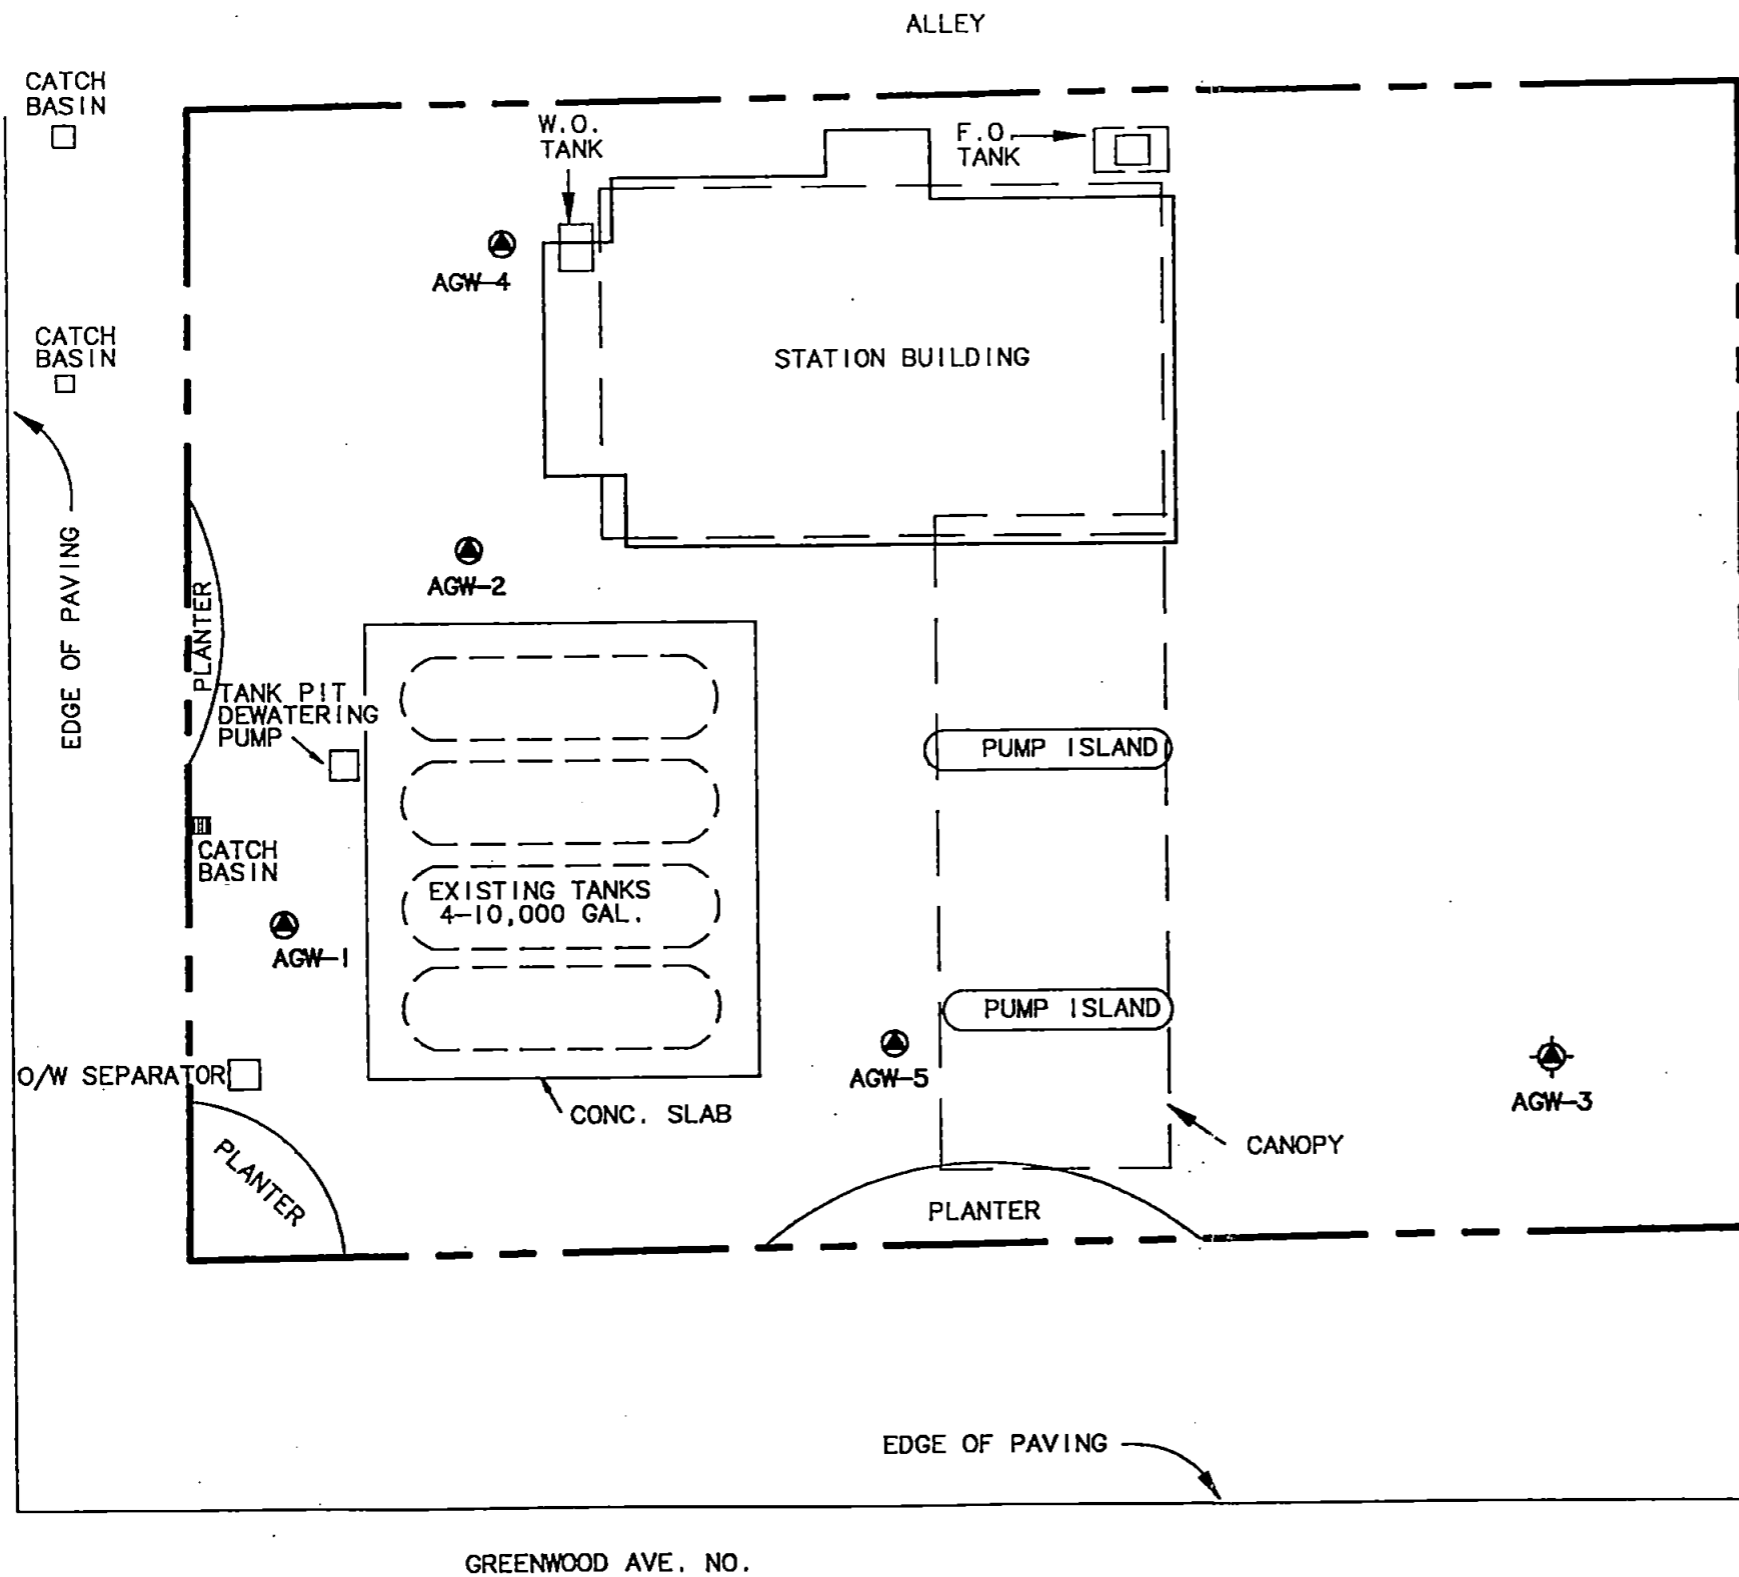 ALLEY
CATCH
BASIN
W.O.
TANK
F.O.
TANK
AGW-4
CATCH
BASIN
STATION BUILDING
EDGE OF PAVING
PLANTER
AGW-2
TANK PIT
DEWATERING
PUMP
PUMP ISLAND
CATCH
BASIN
EXISTING TANKS
4-10,000 GAL.
AGW-1
PUMP ISLAND
O/W SEPARATOR
AGW-5
AGW-3
CONC. SLAB
CANOPY
PLANTER
PLANTER
EDGE OF PAVING
GREENWOOD AVE. NO.